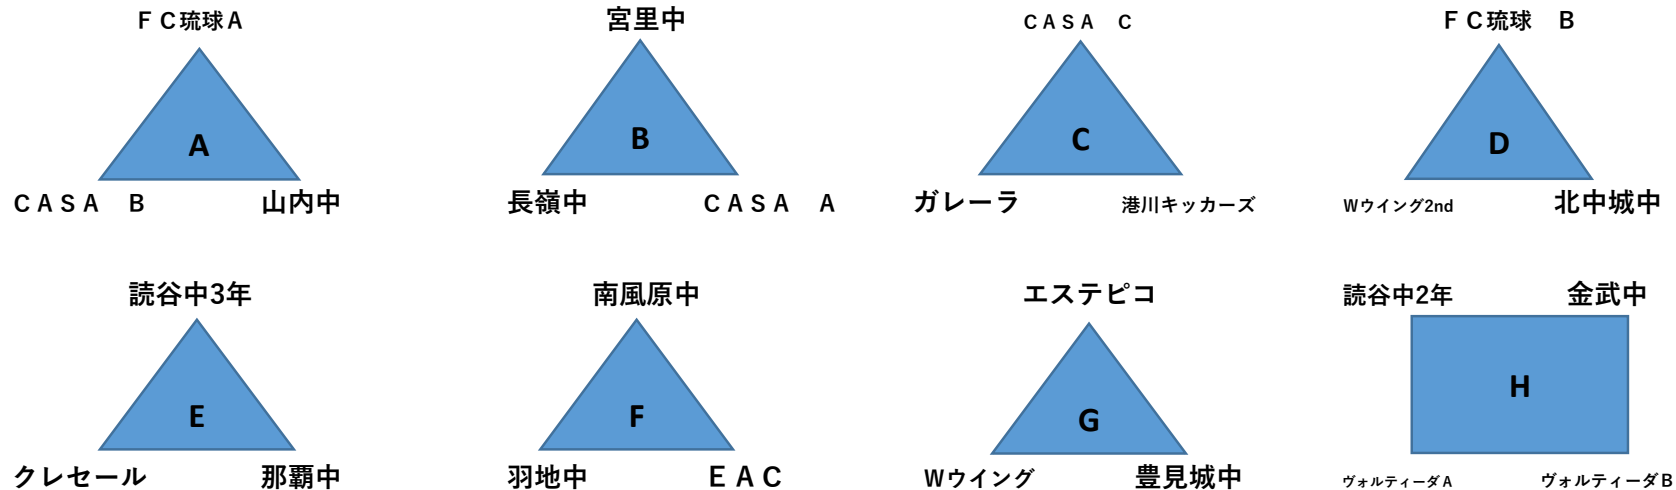 ＦＣ琉球Ａ
A
ＣＡＳＡ　Ｂ
山内中
宮里中
B
長嶺中
ＣＡＳＡ　Ａ
ＣＡＳＡ　Ｃ
C
ガレーラ
港川キッカーズ
ＦＣ琉球　Ｂ
D
Wウイング2nd
北中城中
読谷中3年
E
クレセール
那覇中
南風原中
F
羽地中
ＥＡＣ
エステピコ
G
Wウイング
豊見城中
読谷中2年
金武中
H
ヴォルティーダＡ
ヴォルティーダＢ